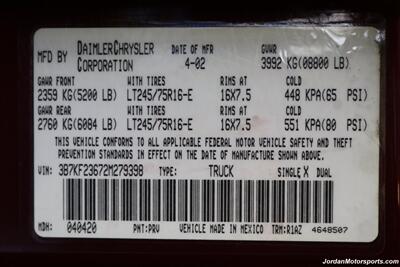 MFD BY DAIMLERCHRYSLER CORPORATION DATE OF MFR 4-02 GVWR 3992 KG(08800 LB)
GAWR FRONT WITH TIRES RIMS AT COLD
2359 KG(5200 LB) LT245/75R16-E 16X7.5 448 KPA(65 PSI)
GAWR REAR WITH TIRES RIMS AT COLD
2760 KG(6084 LB) LT245/75R16-E 16X7.5 551 KPA(80 PSI)
THIS VEHICLE CONFORMS TO ALL APPLICABLE FEDERAL MOTOR VEHICLE SAFETY AND THEFT
PREVENTION STANDARDS IN EFFECT ON THE DATE OF MANUFACTURE SHOWN ABOVE.
VIN: 3B7KF23672M279398 TYPE: TRUCK SINGLE X DUAL
MDH: 040420 PNT:PRV VEHICLE MADE IN MEXICO TRM:RIAZ 4648507
JordanMotorsports.com